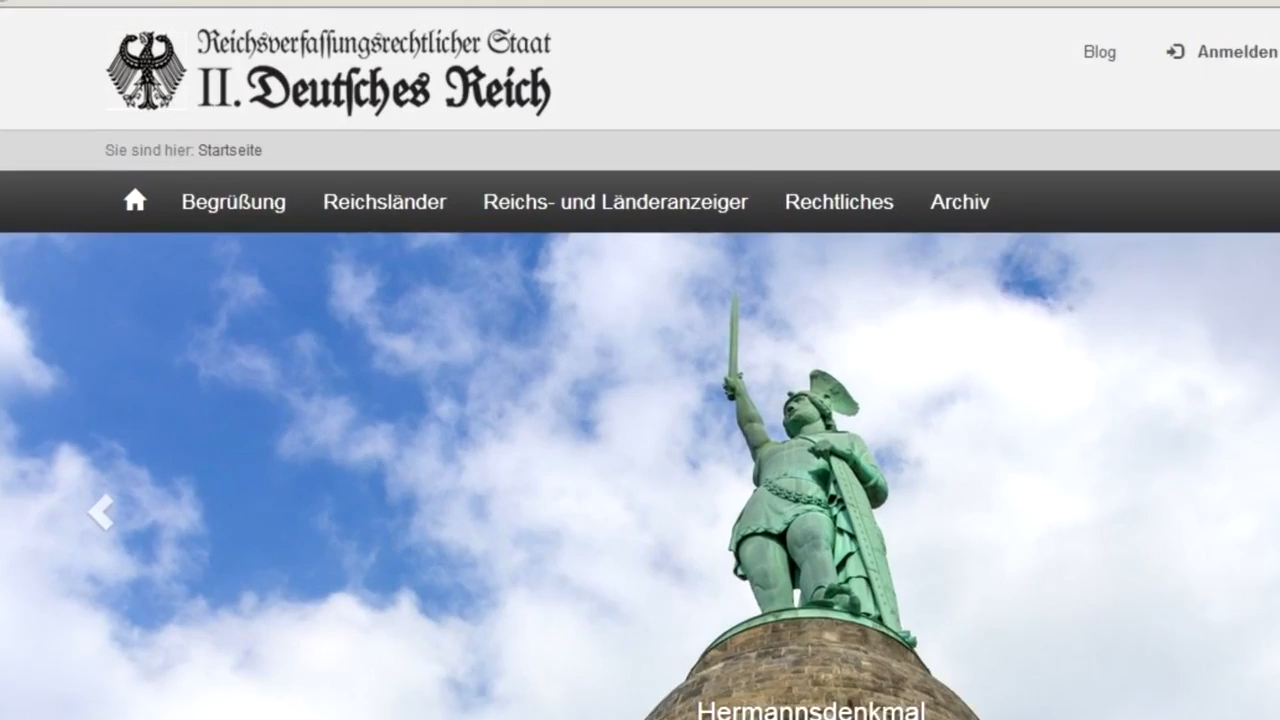 Reichsverfaſſungsrechtlicher Staat
II. Deutſches Reich
Blog
Anmelden
Sie sind hier: Startseite
Begrüßung
Reichsländer
Reichs- und Länderanzeiger
Rechtliches
Archiv
Hermannsdenkmal